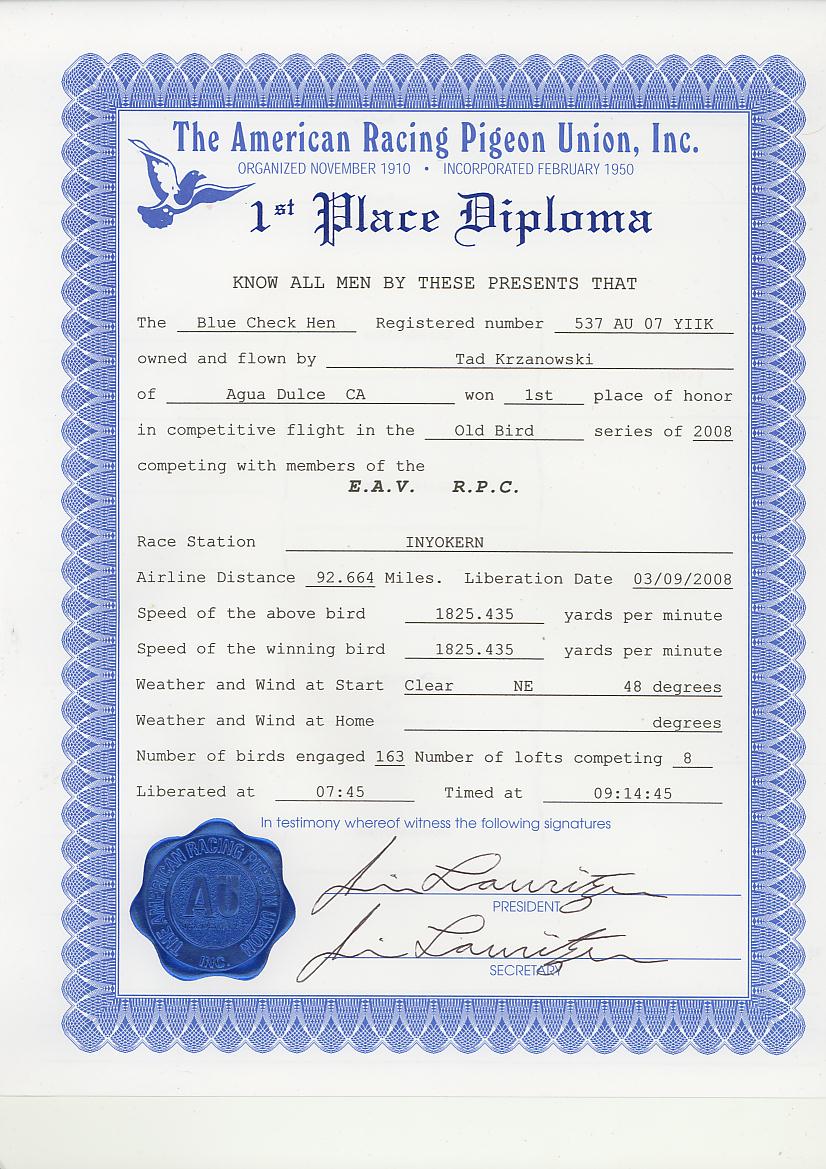 The American Racing Pigeon Union, Inc.
ORGANIZED NOVEMBER 1910 • INCORPORATED FEBRUARY 1950
1st Place Diploma
KNOW ALL MEN BY THESE PRESENTS THAT
The Blue Check Hen Registered number 537 AU 07 YIIK
owned and flown by Tad Krzanowski
of Agua Dulce CA won 1st place of honor
in competitive flight in the Old Bird series of 2008
competing with members of the
E.A.V. R.P.C.
Race Station INYOKERN
Airline Distance 92.664 Miles. Liberation Date 03/09/2008
Speed of the above bird 1825.435 yards per minute
Speed of the winning bird 1825.435 yards per minute
Weather and Wind at Start Clear NE 48 degrees
Weather and Wind at Home degrees
Number of birds engaged 163 Number of lofts competing 8
Liberated at 07:45 Timed at 09:14:45
In testimony whereof witness the following signatures
Jim Lauritzen
PRESIDENT
Jim Lauritzen
SECRETARY
THE AMERICAN RACING PIGEON UNION
AU
INC.